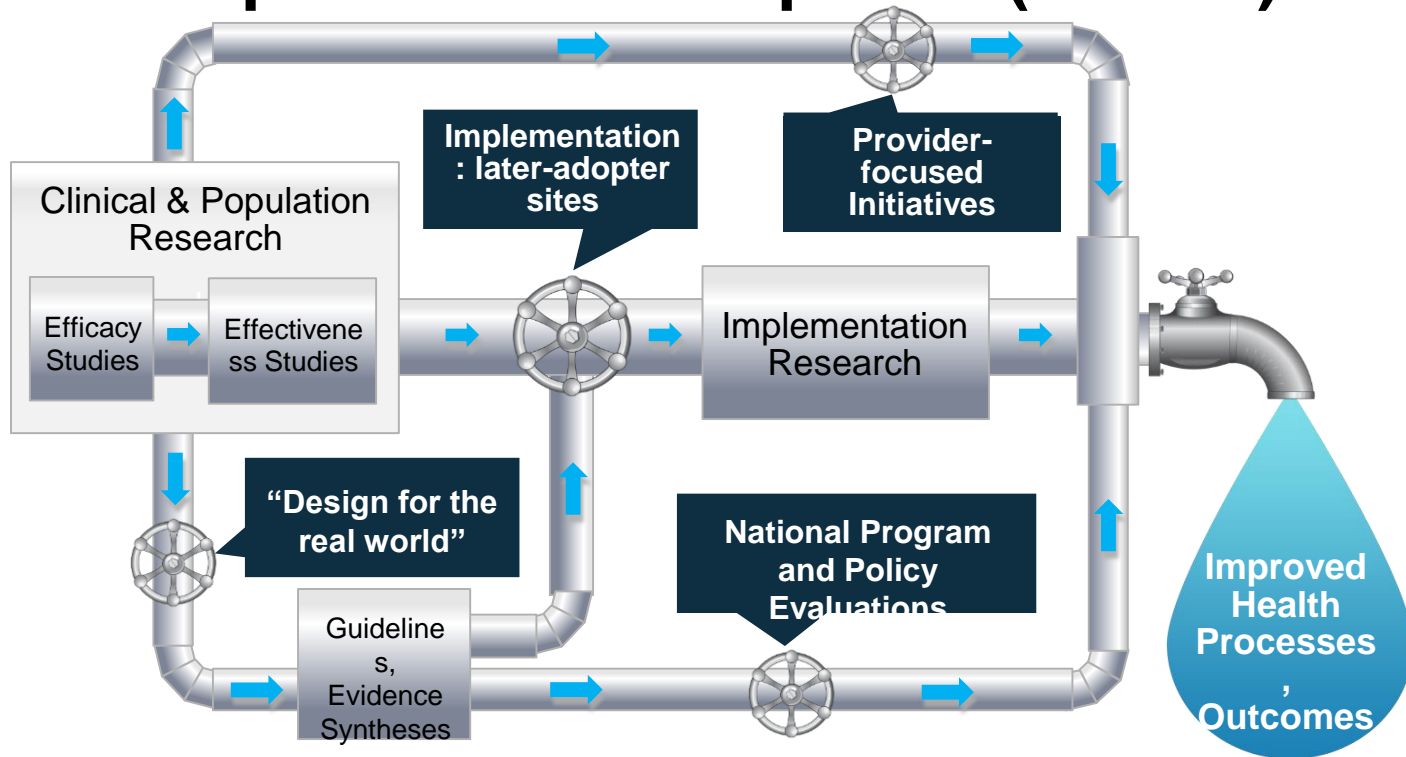 Implementation
: later-adopter
sites
Provider-
focused
Initiatives
Clinical & Population
Research
Efficacy
Studies
Effectivene
ss Studies
Implementation
Research
“Design for the
real world”
National Program
and Policy
Evaluations
Guideline
s,
Evidence
Syntheses
Improved
Health
Processes
,
Outcomes